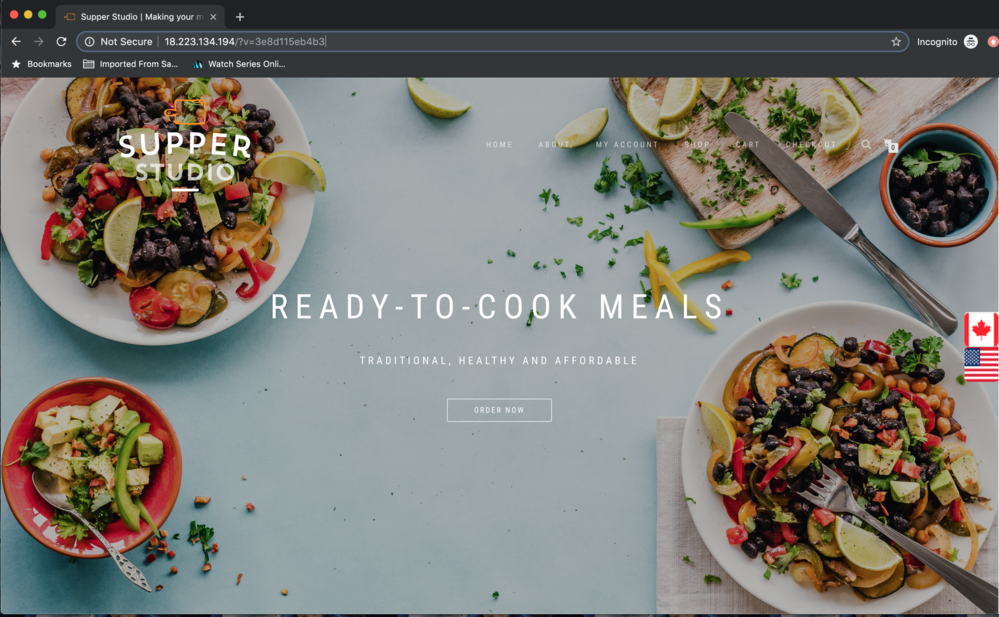 Supper Studio | Making your m
Not Secure | 18.223.134.194/?v=3e8d115eb4b3
Incognito
Bookmarks
Imported From Sa...
Watch Series Onli...
SUPPER
STUDIO
HOME ABOUT MY ACCOUNT SHOP CART CHECKOUT 0
READY-TO-COOK MEALS
TRADITIONAL, HEALTHY AND AFFORDABLE
ORDER NOW